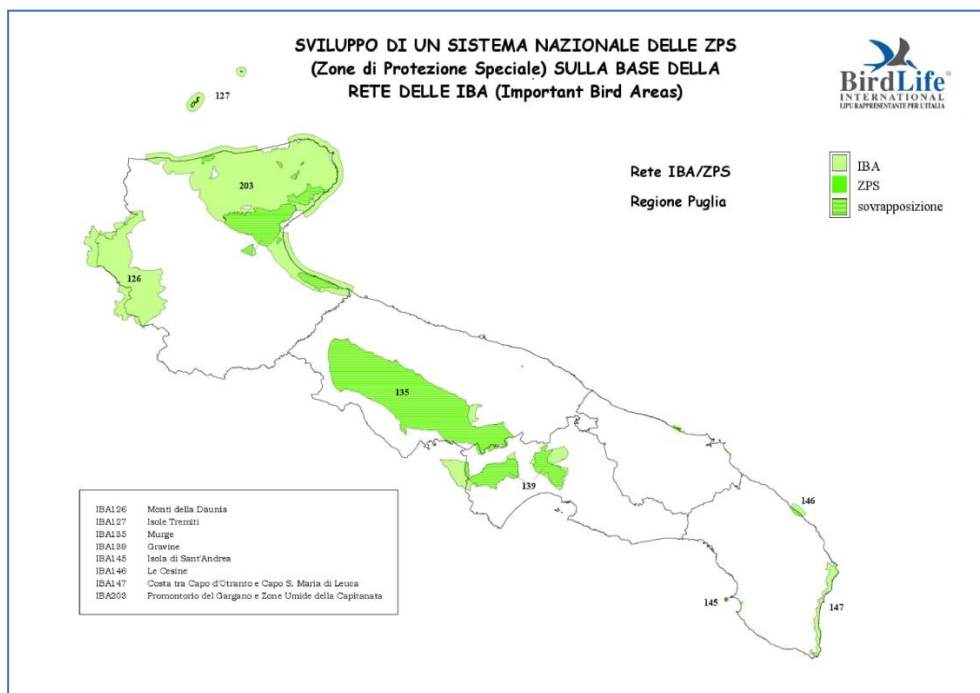 SVILUPPO DI UN SISTEMA NAZIONALE DELLE ZPS
(Zone di Protezione Speciale) SULLA BASE DELLA
RETE DELLE IBA (Important Bird Areas)
BirdLife
INTERNATIONAL
LIPU RAPPRESENTANTE PER L'ITALIA
Rete IBA/ZPS
Regione Puglia
IBA
ZPS
sovrapposizione
127
203
126
135
139
146
145
147
IBA126 Monti della Daunia
IBA127 Isole Tremiti
IBA135 Murge
IBA139 Gravine
IBA145 Isola di Sant'Andrea
IBA146 Le Cesine
IBA147 Costa tra Capo d'Otranto e Capo S. Maria di Leuca
IBA203 Promontorio del Gargano e Zone Umide della Capitanata